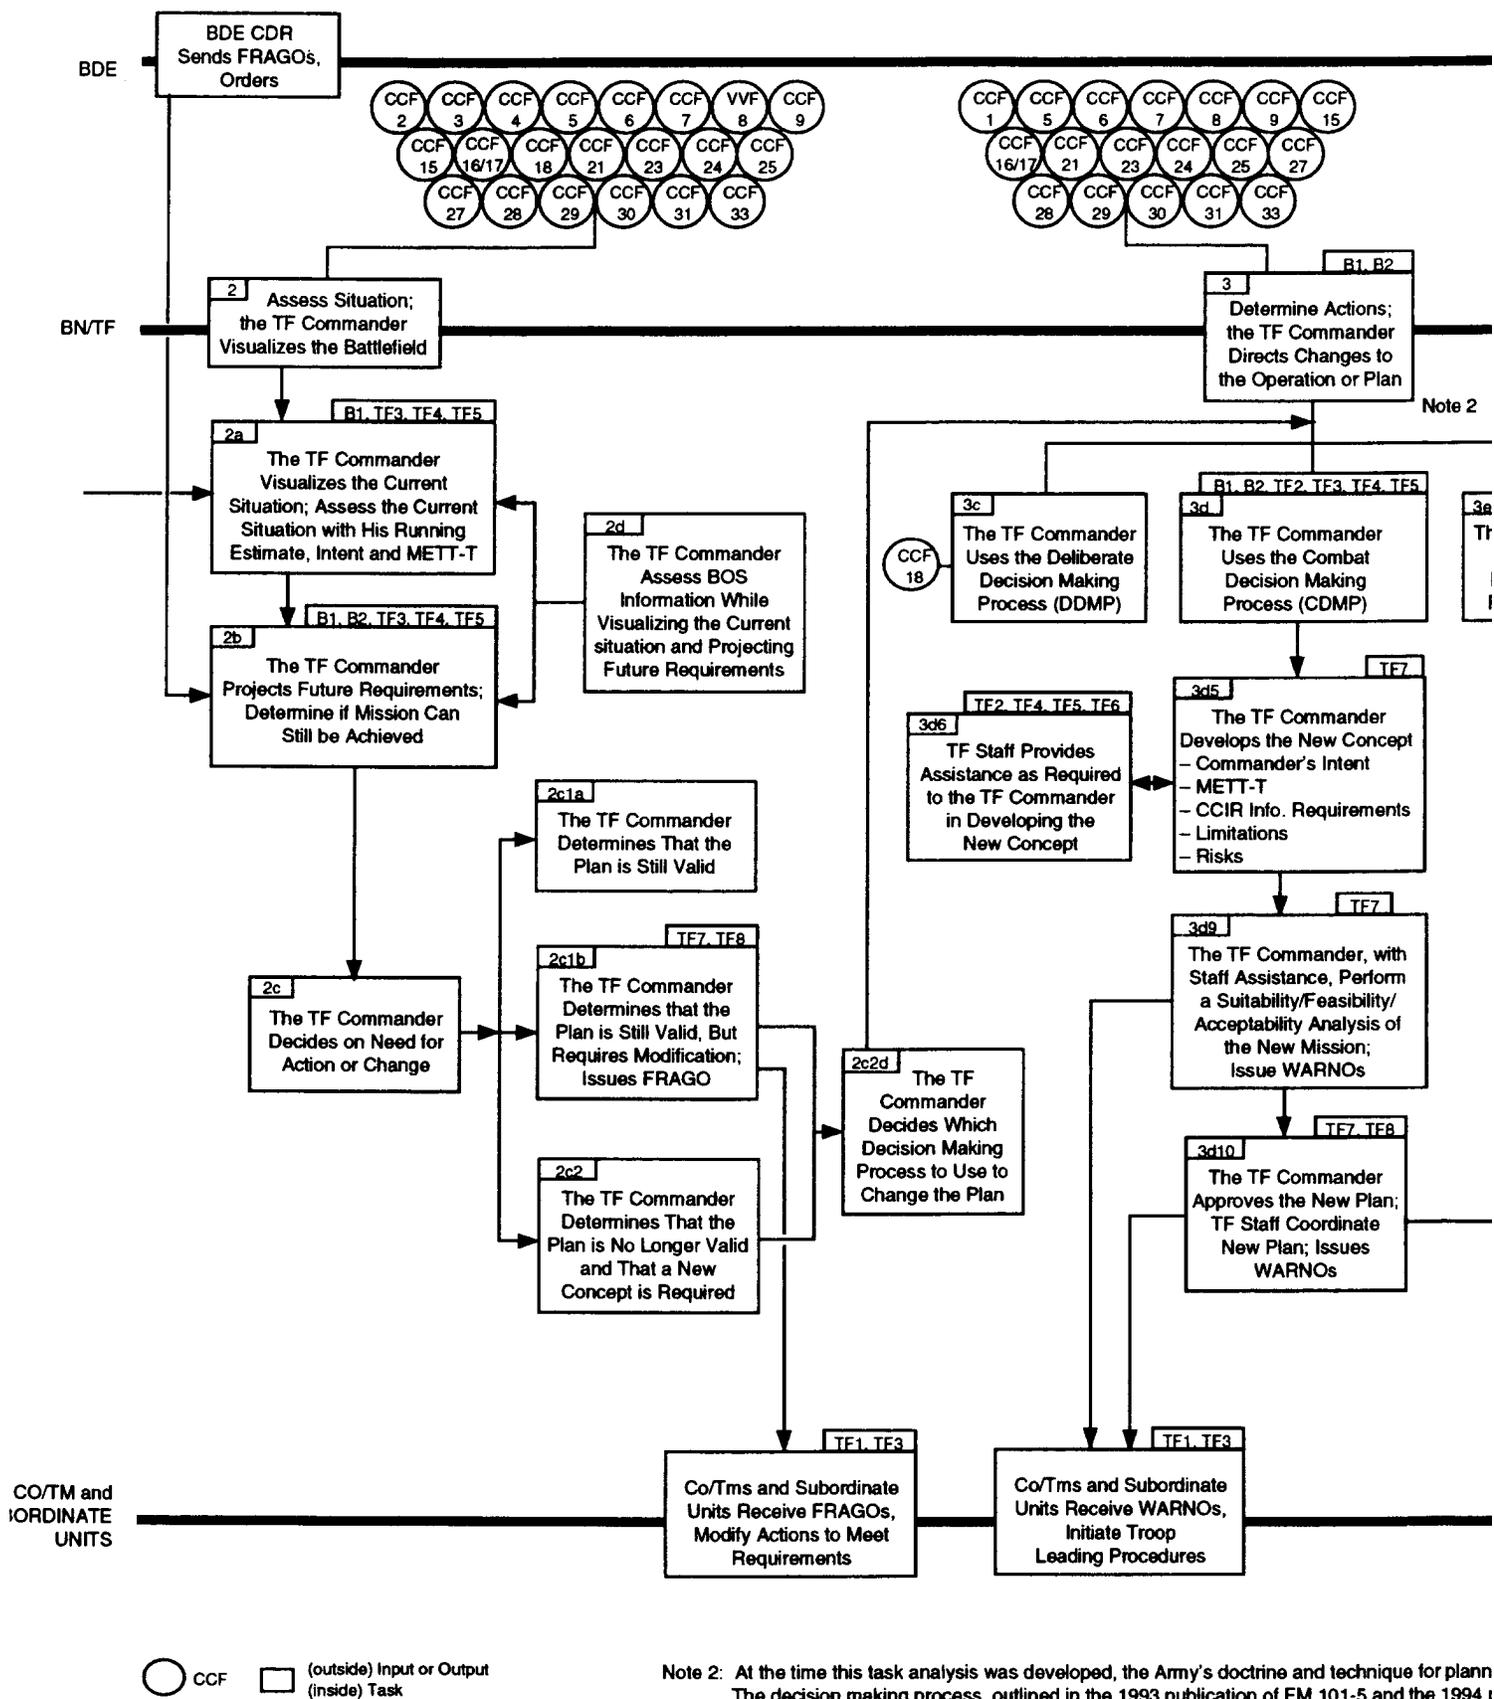 BDE
BDE CDR
Sends FRAGOs,
Orders
CCF 2
CCF 3
CCF 4
CCF 5
CCF 6
CCF 7
VVF 8
CCF 9
CCF 15
CCF 16/17
CCF 18
CCF 21
CCF 23
CCF 24
CCF 25
CCF 27
CCF 28
CCF 29
CCF 30
CCF 31
CCF 33
CCF 1
CCF 5
CCF 6
CCF 7
CCF 8
CCF 9
CCF 15
CCF 16/17
CCF 21
CCF 23
CCF 24
CCF 25
CCF 27
CCF 28
CCF 29
CCF 30
CCF 31
CCF 33
BN/TF
2
Assess Situation;
the TF Commander
Visualizes the Battlefield
B1, B2
3
Determine Actions;
the TF Commander
Directs Changes to
the Operation or Plan
Note 2
B1, TF3, TF4, TF5
2a
The TF Commander
Visualizes the Current
Situation; Assess the Current
Situation with His Running
Estimate, Intent and METT-T
2d
The TF Commander
Assess BOS
Information While
Visualizing the Current
situation and Projecting
Future Requirements
B1, B2, TF3, TF4, TF5
2b
The TF Commander
Projects Future Requirements;
Determine if Mission Can
Still be Achieved
CCF 18
3c
The TF Commander
Uses the Deliberate
Decision Making
Process (DDMP)
B1, B2, TF2, TF3, TF4, TF5
3d
The TF Commander
Uses the Combat
Decision Making
Process (CDMP)
3e
Th
TF2, TF4, TF5, TF6
3d6
TF Staff Provides
Assistance as Required
to the TF Commander
in Developing the
New Concept
TF7
3d5
The TF Commander
Develops the New Concept
– Commander's Intent
– METT-T
– CCIR Info. Requirements
– Limitations
– Risks
2c1a
The TF Commander
Determines That the
Plan is Still Valid
TF7, TF8
2c1b
The TF Commander
Determines that the
Plan is Still Valid, But
Requires Modification;
Issues FRAGO
2c
The TF Commander
Decides on Need for
Action or Change
2c2
The TF Commander
Determines That the
Plan is No Longer Valid
and That a New
Concept is Required
2c2d
The TF
Commander
Decides Which
Decision Making
Process to Use to
Change the Plan
TF7
3d9
The TF Commander, with
Staff Assistance, Perform
a Suitability/Feasibility/
Acceptability Analysis of
the New Mission;
Issue WARNOs
TF7, TF8
3d10
The TF Commander
Approves the New Plan;
TF Staff Coordinate
New Plan; Issues
WARNOs
CO/TM and
ORDINATE
UNITS
TF1, TF3
Co/Tms and Subordinate
Units Receive FRAGOs,
Modify Actions to Meet
Requirements
TF1, TF3
Co/Tms and Subordinate
Units Receive WARNOs,
Initiate Troop
Leading Procedures
CCF
(outside) Input or Output
(inside) Task
Note 2: At the time this task analysis was developed, the Army's doctrine and technique for plann
The decision making process, outlined in the 1993 publication of FM 101-5 and the 1994